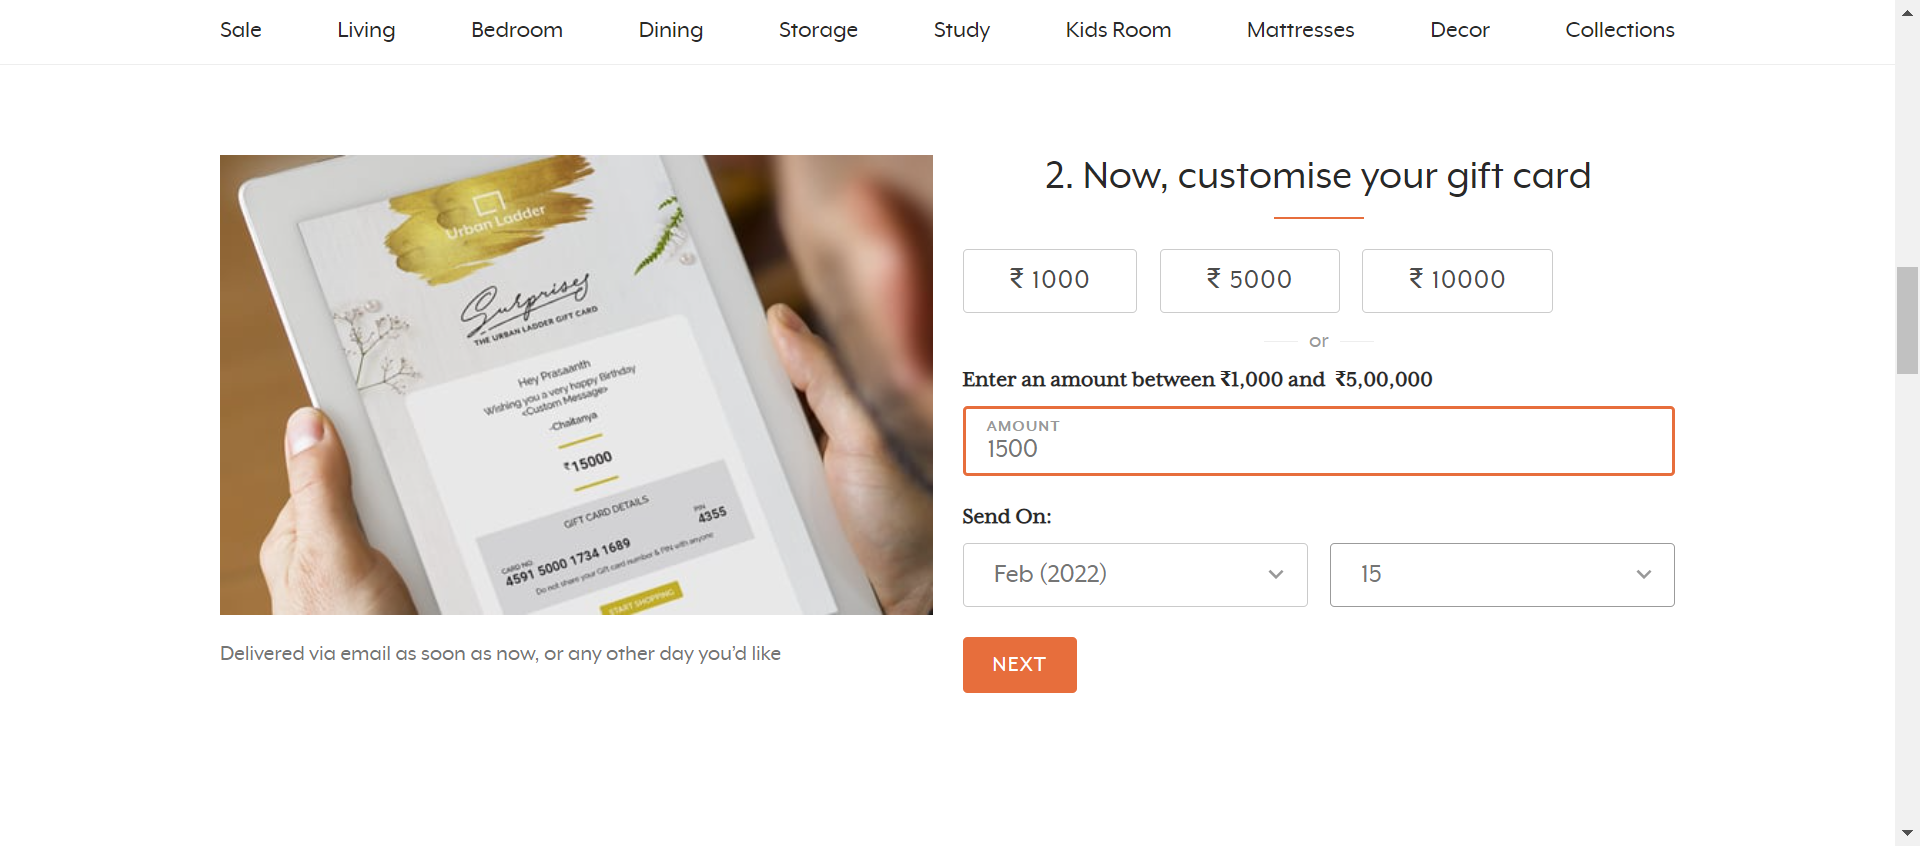 Sale Living Bedroom Dining Storage Study Kids Room Mattresses Decor Collections
Urban Ladder
Surprises
THE URBAN LADDER GIFT CARD
Hey Prasaanth
Wishing you a very happy Birthday
<Custom Message>
-Chaitanya
₹15000
GIFT CARD DETAILS
CARD NO.
4591 5000 1734 1689
PIN
4355
Do not share your Gift card number & PIN with anyone
START SHOPPING
Delivered via email as soon as now, or any other day you’d like
2. Now, customise your gift card
₹ 1000 ₹ 5000 ₹ 10000
or
Enter an amount between ₹1,000 and ₹5,00,000
AMOUNT
1500
Send On:
Feb (2022) 15
NEXT